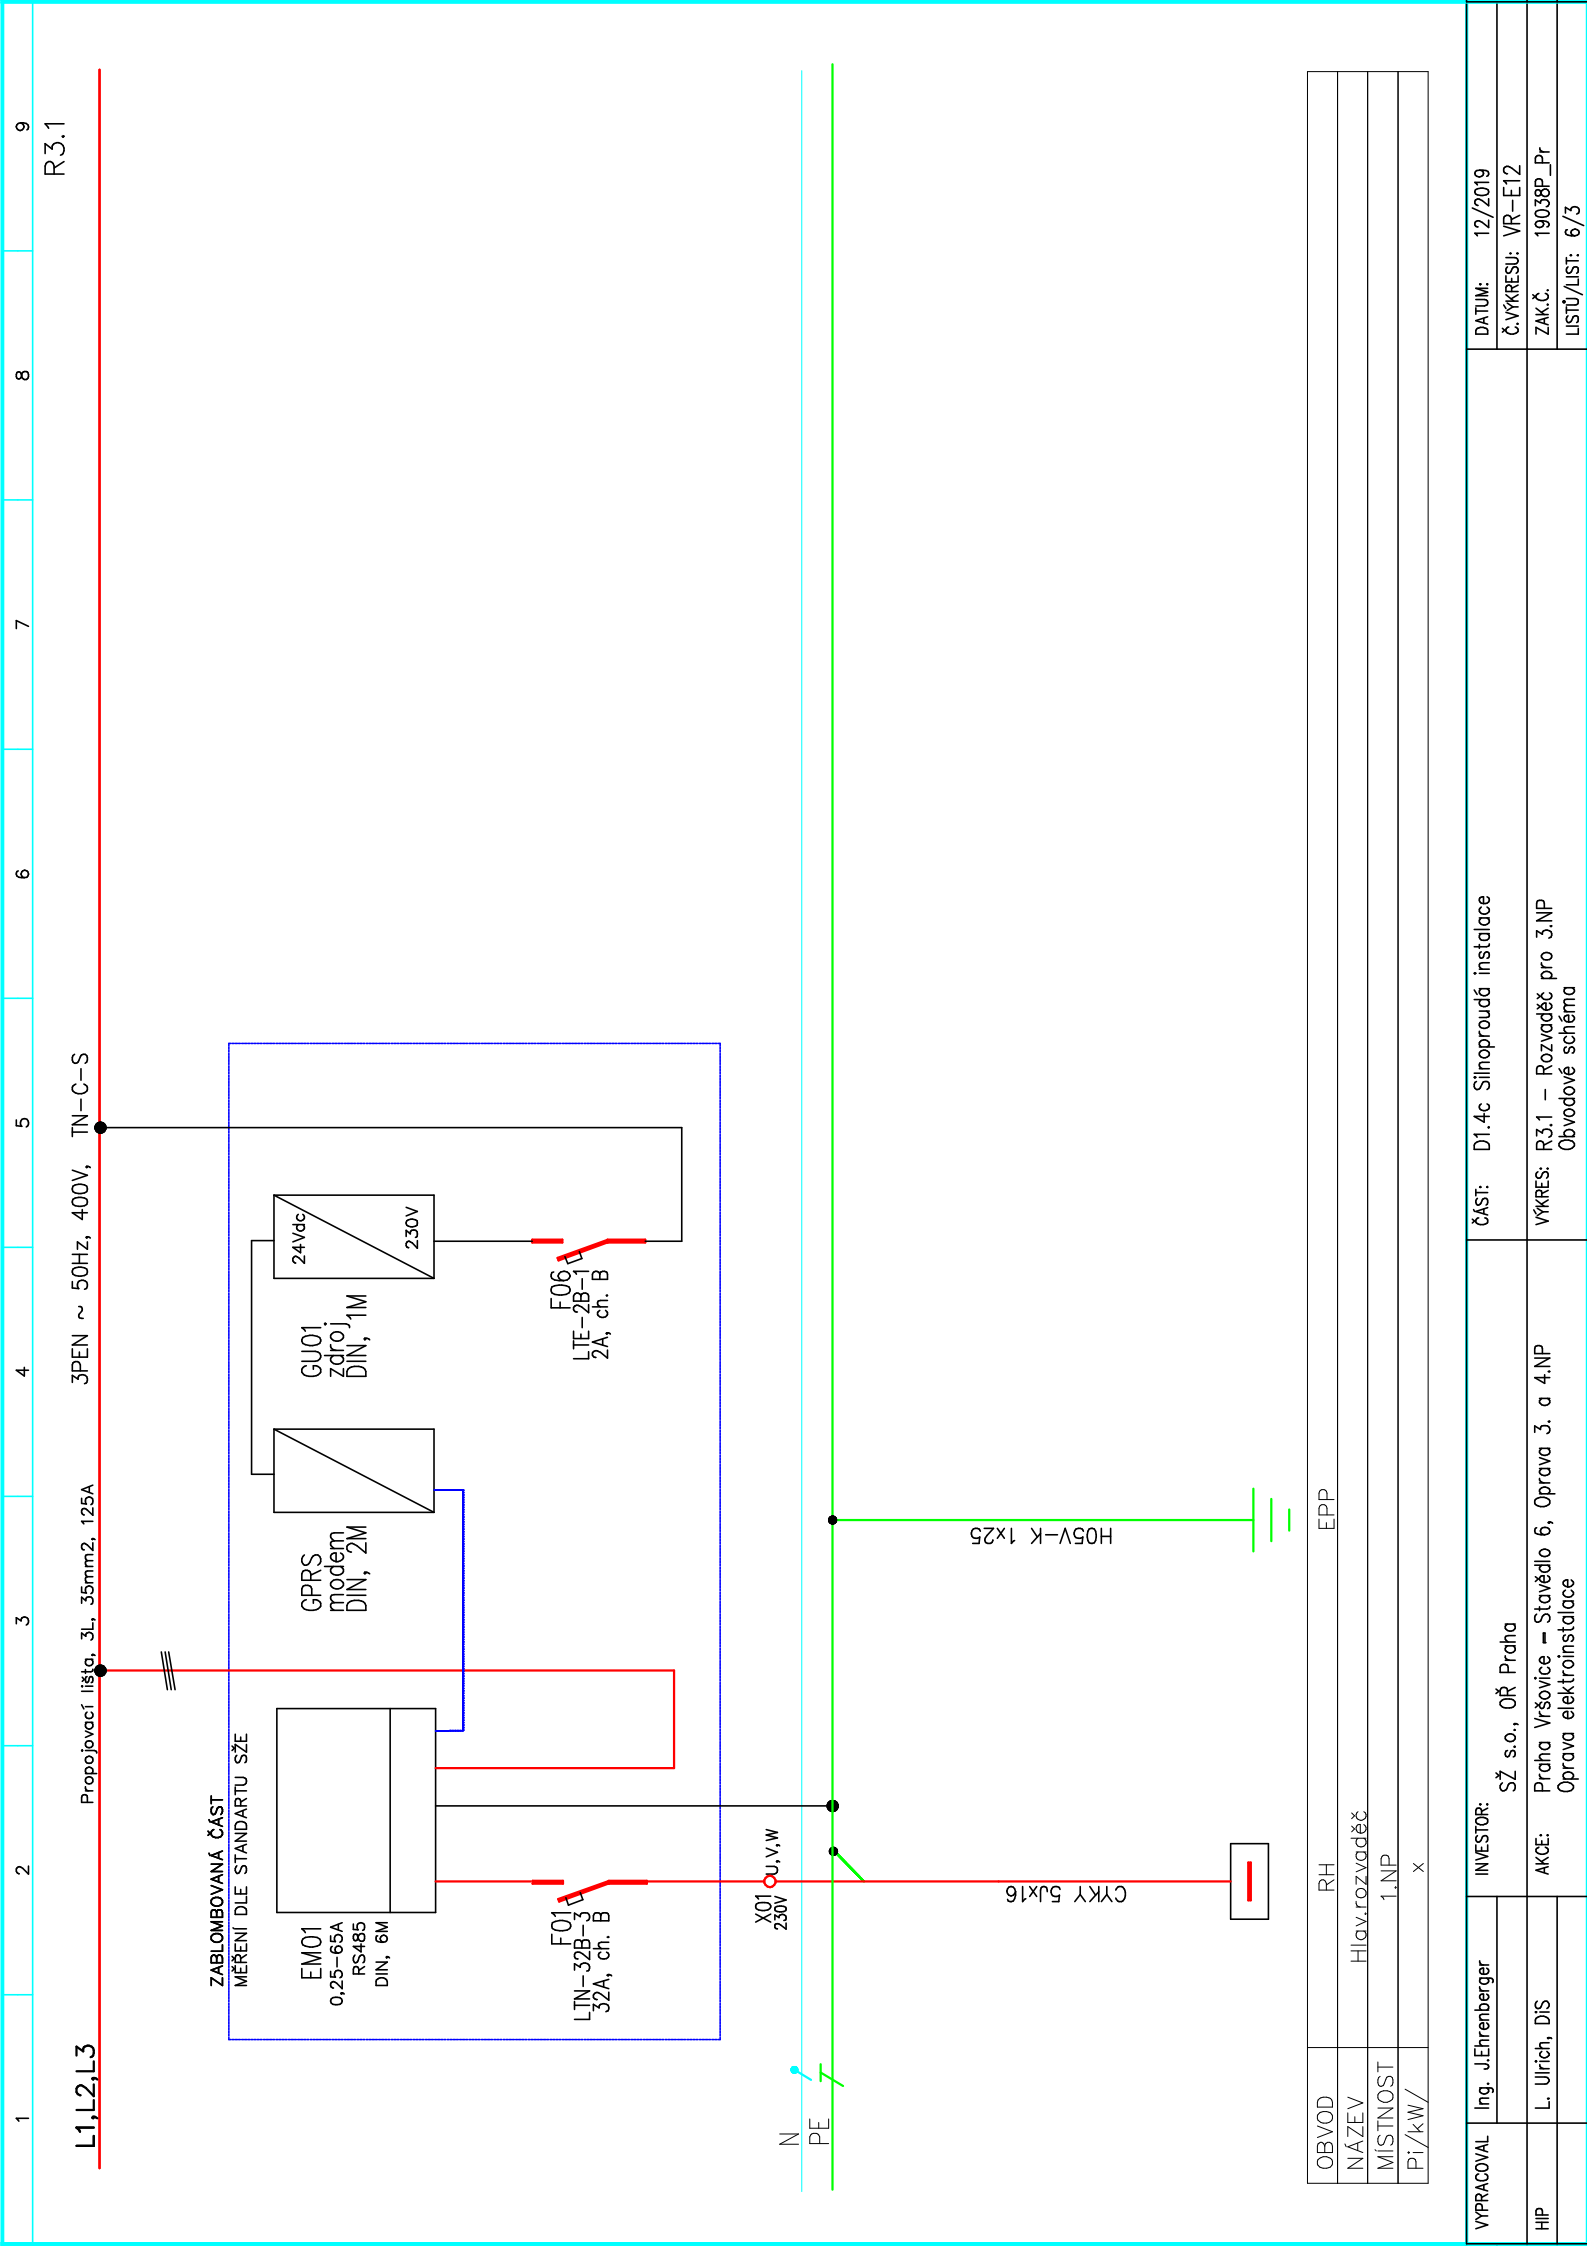 1 2 3 4 5 6 7 8 9
R3.1
L1,L2,L3
Propojovací lišta, 3L, 35mm2, 125A
3PEN ~ 50Hz, 400V, TN-C-S
ZABLOMBOVANÁ ČÁST
MĚŘENÍ DLE STANDARTU SŽE
EM01
0,25-65A
RS485
DIN, 6M
GPRS
modem
DIN, 2M
GU01
zdroj
DIN, 1M
24Vdc
230V
F01
LTN-32B-3
32A, ch. B
F06
LTE-2B-1
2A, ch. B
X01
230V
U,V,W
N
PE
CYKY 5Jx16
H05V-K 1x25
OBVOD RH EPP
NÁZEV Hlav.rozvaděč
MÍSTNOST 1.NP
Pi/kW/ x
VYPRACOVAL Ing. J.Ehrenberger
HIP L. Ulrich, DiS
INVESTOR:
SŽ s.o., OŘ Praha
AKCE: Praha Vršovice - Stavědlo 6, Oprava 3. a 4.NP
Oprava elektroinstalace
ČÁST: D1.4c Silnoproudá instalace
VÝKRES: R3.1 - Rozvaděč pro 3.NP
Obvodové schéma
DATUM: 12/2019
Č.VÝKRESU: VR-E12
ZAK.Č. 19038P_Pr
LISTŮ/LIST: 6/3